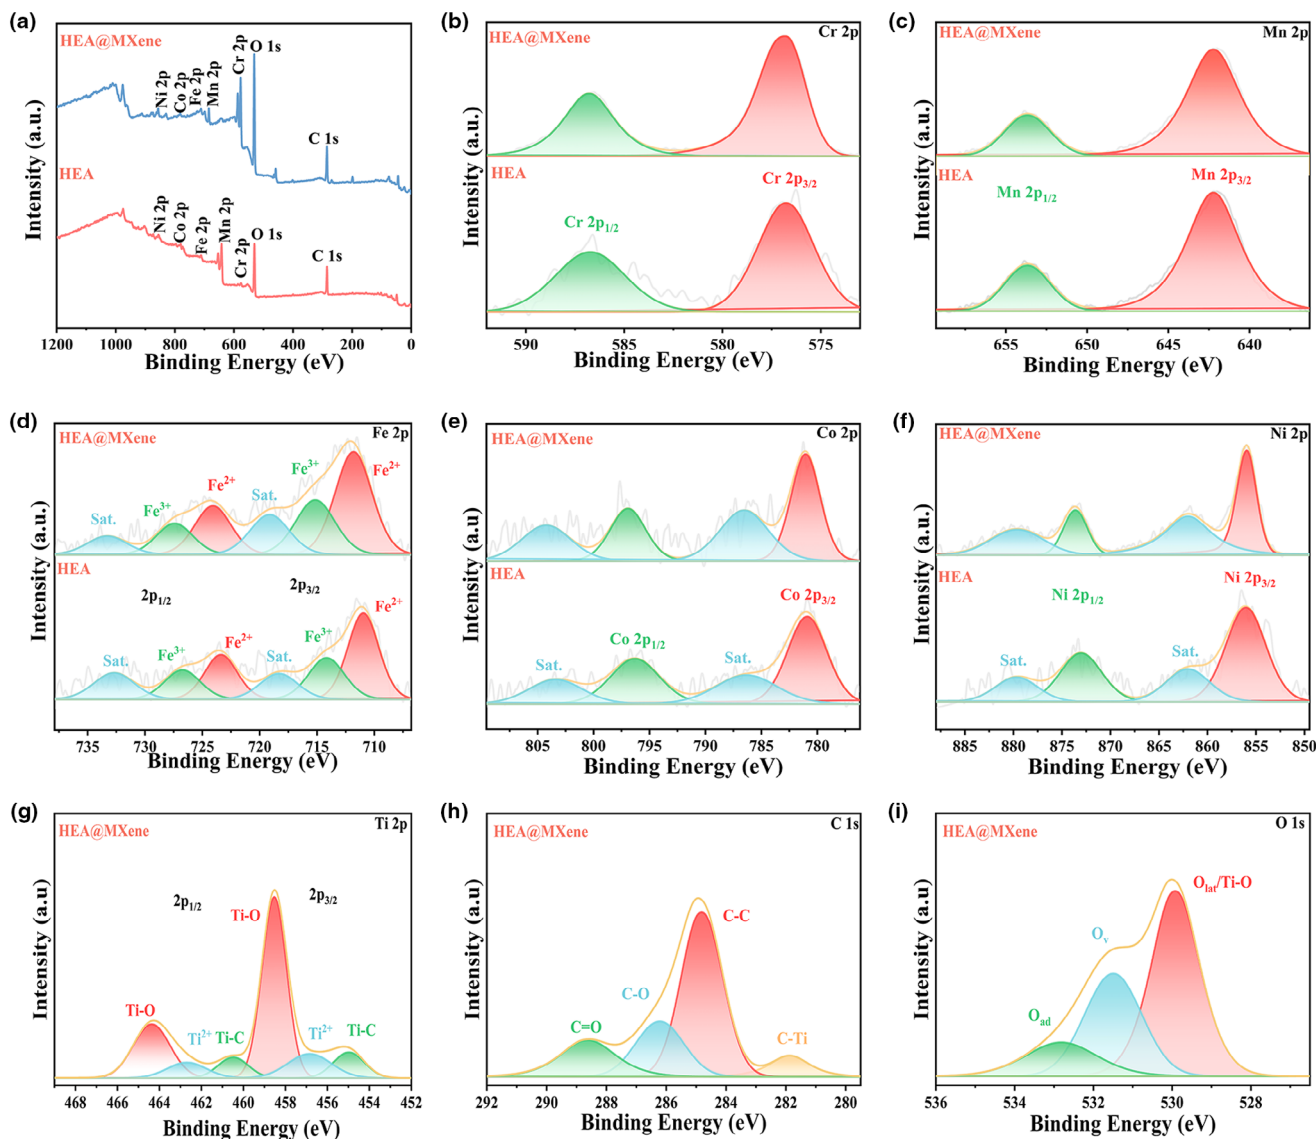 (a)
HEA@MXene
Ni 2p
Co 2p
Fe 2p
Mn 2p
Cr 2p
O 1s
C 1s
HEA
Ni 2p
Co 2p
Fe 2p
Mn 2p
Cr 2p
O 1s
C 1s
Intensity (a.u.)
1200 1000 800 600 400 200 0
Binding Energy (eV)
(b)
HEA@MXene
Cr 2p
HEA
Cr 2p3/2
Cr 2p1/2
Intensity (a.u.)
590 585 580 575
Binding Energy (eV)
(c)
HEA@MXene
Mn 2p
HEA
Mn 2p1/2
Mn 2p3/2
Intensity (a.u.)
655 650 645 640
Binding Energy (eV)
(d)
HEA@MXene
Fe 2p
Sat.
Fe3+
Fe2+
Sat.
Fe3+
Fe2+
HEA
2p1/2
2p3/2
Sat.
Fe3+
Fe2+
Sat.
Fe3+
Fe2+
Intensity (a.u.)
735 730 725 720 715 710
Binding Energy (eV)
(e)
HEA@MXene
Co 2p
HEA
Co 2p3/2
Co 2p1/2
Sat.
Sat.
Intensity (a.u.)
805 800 795 790 785 780
Binding Energy (eV)
(f)
HEA@MXene
Ni 2p
HEA
Ni 2p3/2
Ni 2p1/2
Sat.
Sat.
Intensity (a.u.)
885 880 875 870 865 860 855 850
Binding Energy (eV)
(g)
Ti 2p
HEA@MXene
2p1/2
2p3/2
Ti-O
Ti-O
Ti2+
Ti-C
Ti2+
Ti-C
Intensity (a.u)
468 466 464 462 460 458 456 454 452
Binding Energy (eV)
(h)
C 1s
HEA@MXene
C-C
C-O
C=O
C-Ti
Intensity (a.u)
292 290 288 286 284 282 280
Binding Energy (eV)
(i)
O 1s
HEA@MXene
Olat/Ti-O
Ov
Oad
Intensity (a.u)
536 534 532 530 528
Binding Energy (eV)